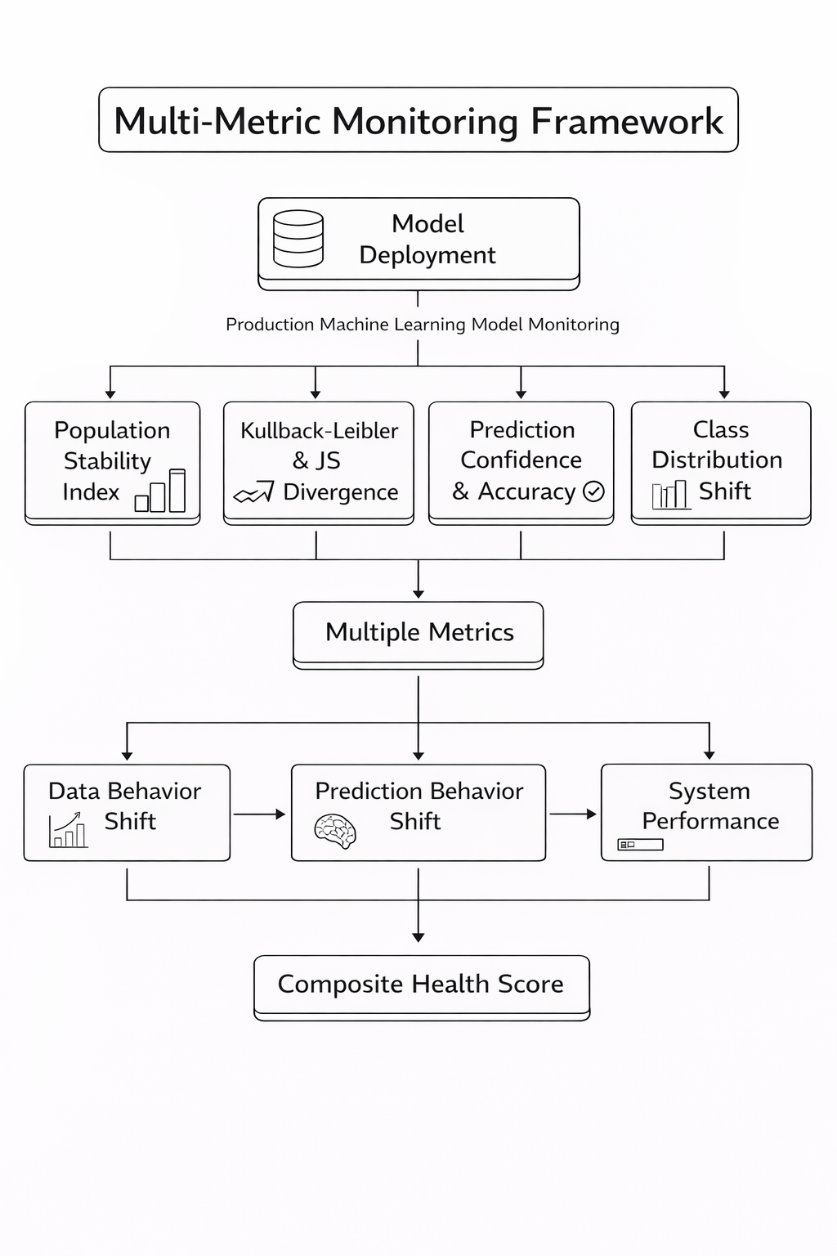 Multi-Metric Monitoring Framework
Model
Deployment
Production Machine Learning Model Monitoring
Population
Stability
Index
Kullback-Leibler
& JS
Divergence
Prediction
Confidence
& Accuracy
Class
Distribution
Shift
Multiple Metrics
Data Behavior
Shift
Prediction Behavior
Shift
System
Performance
Composite Health Score